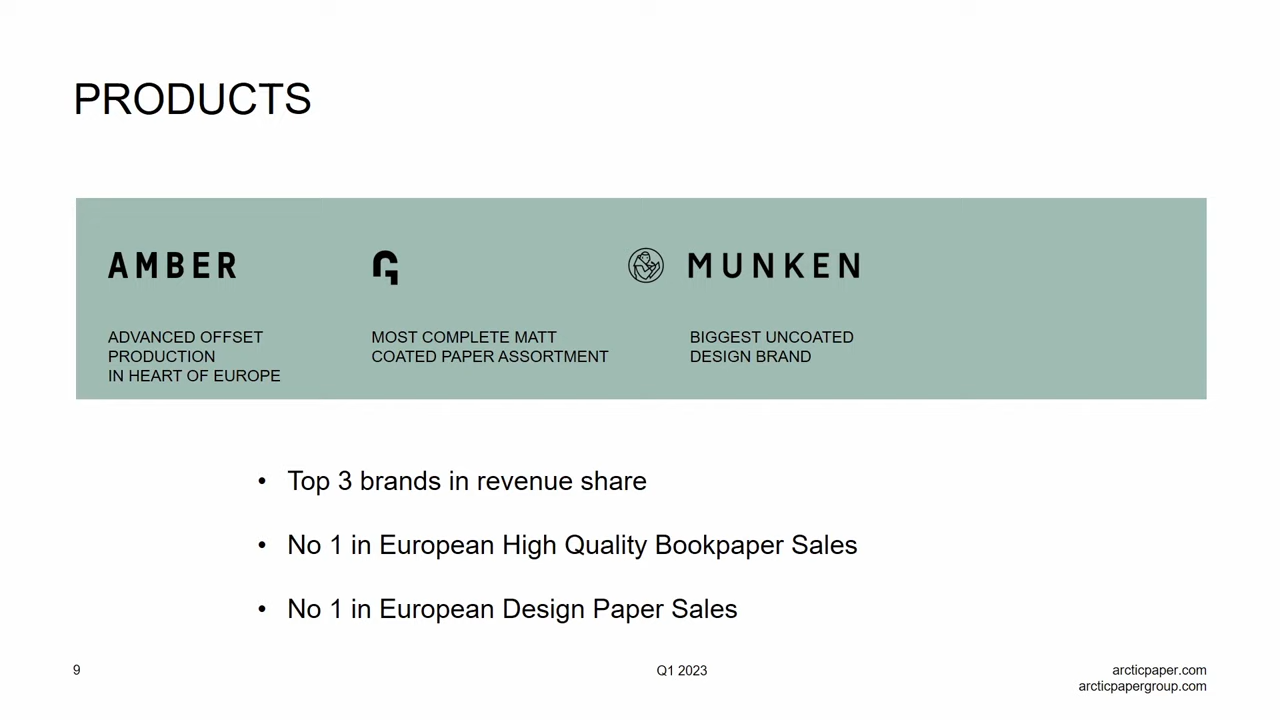 PRODUCTS
AMBER
G
MUNKEN
ADVANCED OFFSET
PRODUCTION
IN HEART OF EUROPE
MOST COMPLETE MATT
COATED PAPER ASSORTMENT
BIGGEST UNCOATED
DESIGN BRAND
• Top 3 brands in revenue share
• No 1 in European High Quality Bookpaper Sales
• No 1 in European Design Paper Sales
9
Q1 2023
arcticpaper.com
arcticpapergroup.com